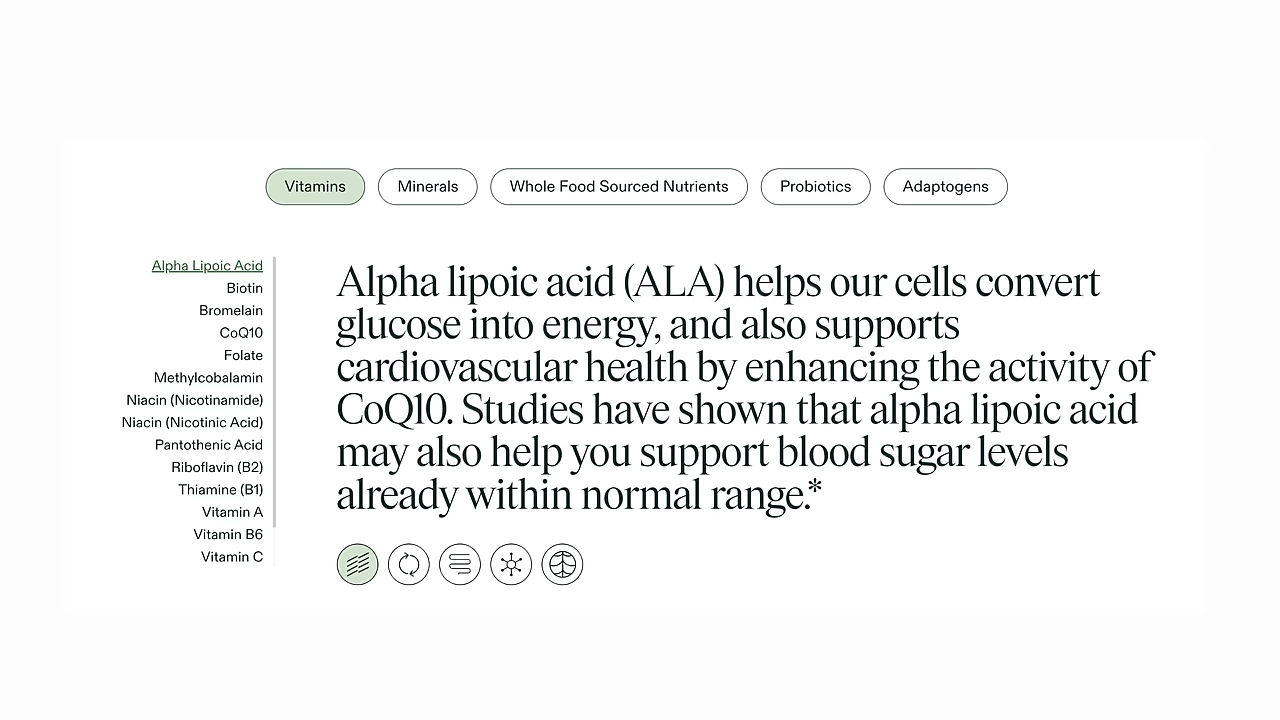 Vitamins
Minerals
Whole Food Sourced Nutrients
Probiotics
Adaptogens
Alpha Lipoic Acid
Biotin
Bromelain
CoQ10
Folate
Methylcobalamin
Niacin (Nicotinamide)
Niacin (Nicotinic Acid)
Pantothenic Acid
Riboflavin (B2)
Thiamine (B1)
Vitamin A
Vitamin B6
Vitamin C
Alpha lipoic acid (ALA) helps our cells convert
glucose into energy, and also supports
cardiovascular health by enhancing the activity of
CoQ10. Studies have shown that alpha lipoic acid
may also help you support blood sugar levels
already within normal range.*